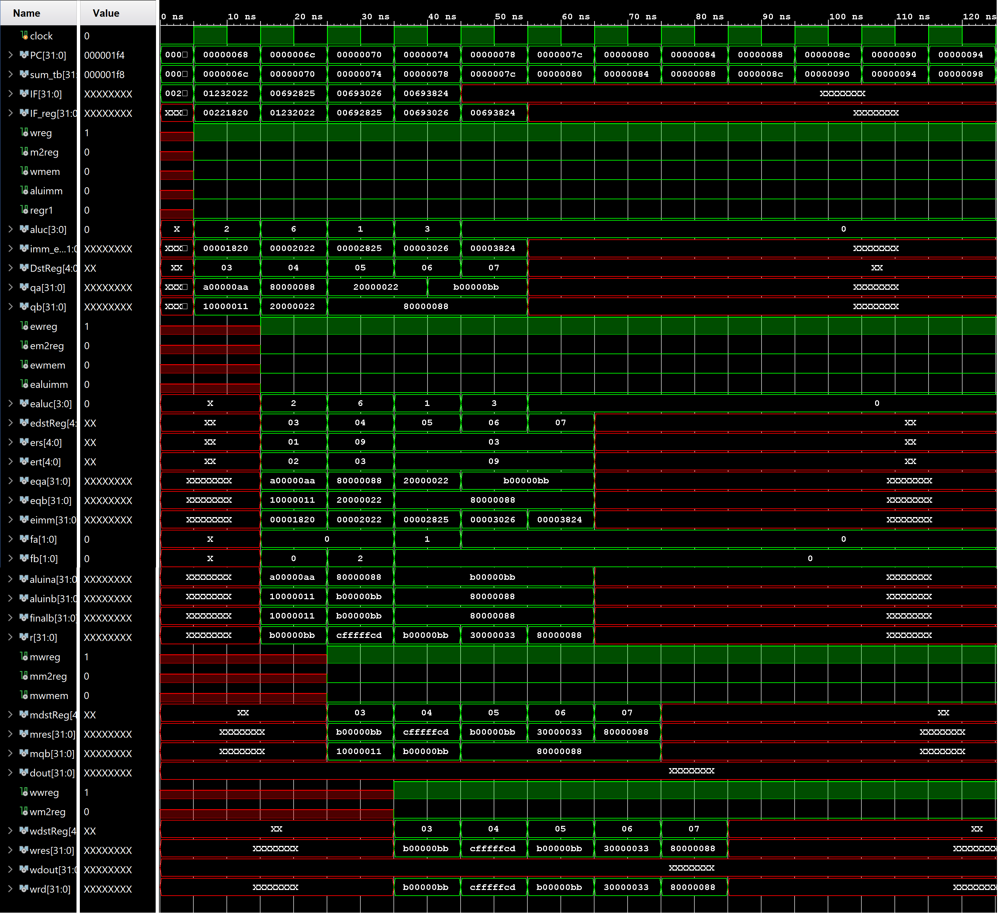 Name Value 0 ns 10 ns 20 ns 30 ns 40 ns 50 ns 60 ns 70 ns 80 ns 90 ns 100 ns 110 ns 120 ns
clock 0
PC[31:0] 000001f4 000 00000068 0000006c 00000070 00000074 00000078 0000007c 00000080 00000084 00000088 0000008c 00000090 00000094
sum_tb[31: 000001f8 000 0000006c 00000070 00000074 00000078 0000007c 00000080 00000084 00000088 0000008c 00000090 00000094 00000098
IF[31:0] XXXXXXXX 002 01232022 00692825 00693026 00693824 XXXXXXXX
IF_reg[31:0 XXXXXXXX XXX 00221820 01232022 00692825 00693026 00693824 XXXXXXXX
wreg 1
m2reg 0
wmem 0
aluimm 0
regr1 0
aluc[3:0] 0 X 2 6 1 3 0
imm_e...1:0 XXXXXXXX XXX 00001820 00002022 00002825 00003026 00003824 XXXXXXXX
DstReg[4:0 XX XX 03 04 05 06 07 XX
qa[31:0] XXXXXXXX XXX a00000aa 80000088 20000022 b00000bb XXXXXXXX
qb[31:0] XXXXXXXX XXX 10000011 20000022 80000088 XXXXXXXX
ewreg 1
em2reg 0
ewmem 0
ealuimm 0
ealuc[3:0] 0 X 2 6 1 3 0
edstReg[4: XX XX 03 04 05 06 07 XX
ers[4:0] XX XX 01 09 03 XX
ert[4:0] XX XX 02 03 09 XX
eqa[31:0] XXXXXXXX XXXXXXXX a00000aa 80000088 20000022 b00000bb XXXXXXXX
eqb[31:0] XXXXXXXX XXXXXXXX 10000011 20000022 80000088 XXXXXXXX
eimm[31:0 XXXXXXXX XXXXXXXX 00001820 00002022 00002825 00003026 00003824 XXXXXXXX
fa[1:0] 0 X 0 1 0
fb[1:0] 0 X 0 2 0
aluina[31:0 XXXXXXXX XXXXXXXX a00000aa 80000088 b00000bb XXXXXXXX
aluinb[31:0 XXXXXXXX XXXXXXXX 10000011 b00000bb 80000088 XXXXXXXX
finalb[31:0] XXXXXXXX XXXXXXXX 10000011 b00000bb 80000088 XXXXXXXX
r[31:0] XXXXXXXX XXXXXXXX b00000bb cfffffcd b00000bb 30000033 80000088 XXXXXXXX
mwreg 1
mm2reg 0
mwmem 0
mdstReg[4 XX XX 03 04 05 06 07 XX
mres[31:0] XXXXXXXX XXXXXXXX b00000bb cfffffcd b00000bb 30000033 80000088 XXXXXXXX
mqb[31:0] XXXXXXXX XXXXXXXX 10000011 b00000bb 80000088 XXXXXXXX
dout[31:0] XXXXXXXX XXXXXXXX
wwreg 1
wm2reg 0
wdstReg[4 XX XX 03 04 05 06 07 XX
wres[31:0] XXXXXXXX XXXXXXXX b00000bb cfffffcd b00000bb 30000033 80000088 XXXXXXXX
wdout[31:0 XXXXXXXX XXXXXXXX
wrd[31:0] XXXXXXXX XXXXXXXX b00000bb cfffffcd b00000bb 30000033 80000088 XXXXXXXX